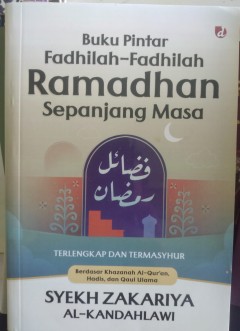 d
Buku Pintar
Fadhilah-Fadhilah
Ramadhan
Sepanjang Masa
فضائل
رمضان
TERLENGKAP DAN TERMASYHUR
Berdasar Khazanah Al-Qur'an,
Hadis, dan Qaul Ulama
SYEKH ZAKARIYA
AL-KANDAHLAWI